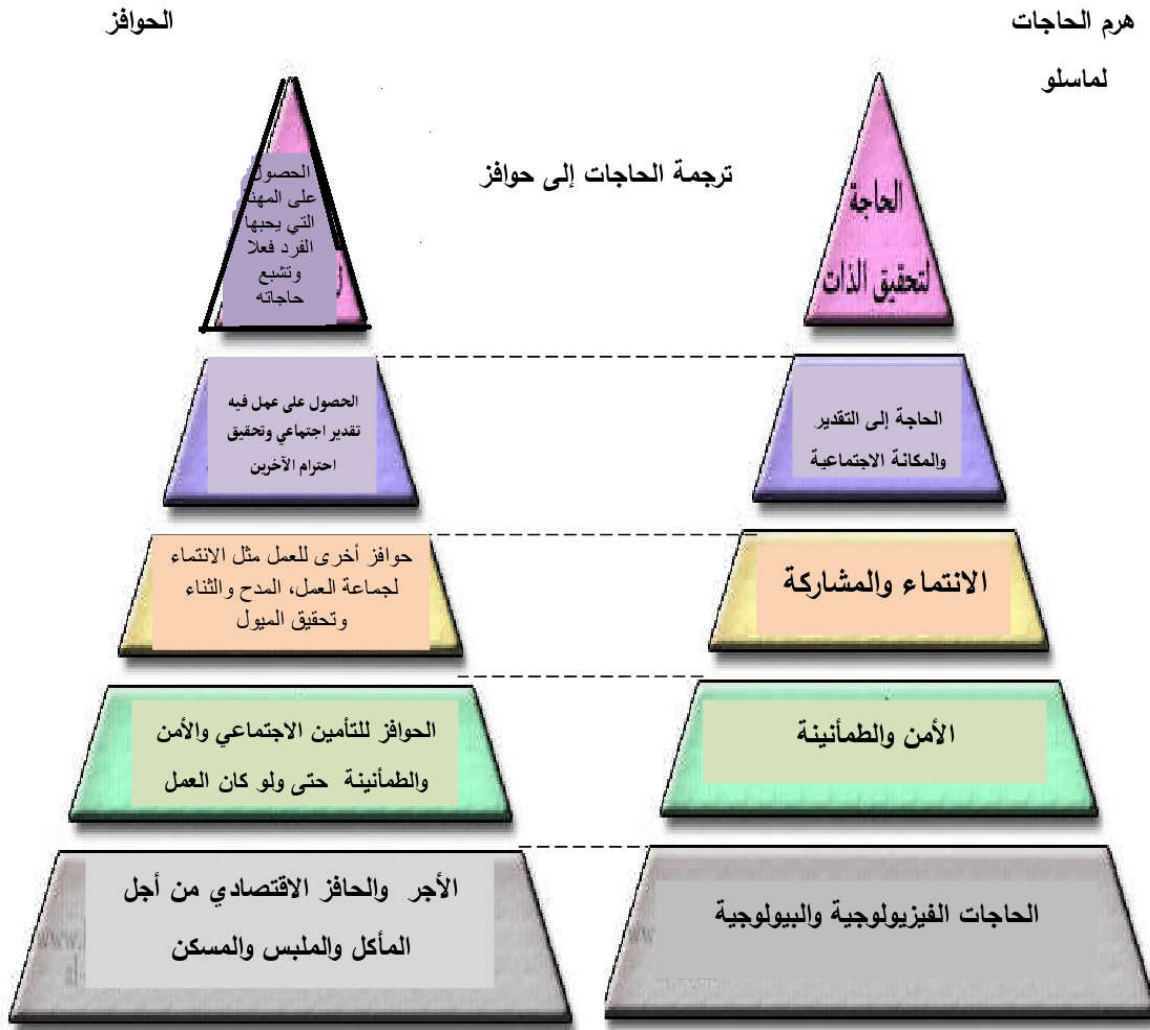 هرم الحاجات
لماسلو
الحوافز
ترجمة الحاجات إلى حوافز
الحاجة
لتحقيق الذات
الحصول
على المهنا
التي يحبها
الفرد فعلا
وتشبع
حاجاته
الحاجة إلى التقدير
والمكانة الاجتماعية
الحصول على عمل فيه
تقدير اجتماعي وتحقيق
احترام الآخرين
الانتماء والمشاركة
حوافز أخرى للعمل مثل الانتماء
لجماعة العمل، المدح والثناء
وتحقيق الميول
الأمن والطمأنينة
الحوافز للتأمين الاجتماعي والأمن
والطمأنينة حتى ولو كان العمل
الحاجات الفيزيولوجية والبيولوجية
الأجر والحافز الاقتصادي من أجل
المأكل والملبس والمسكن